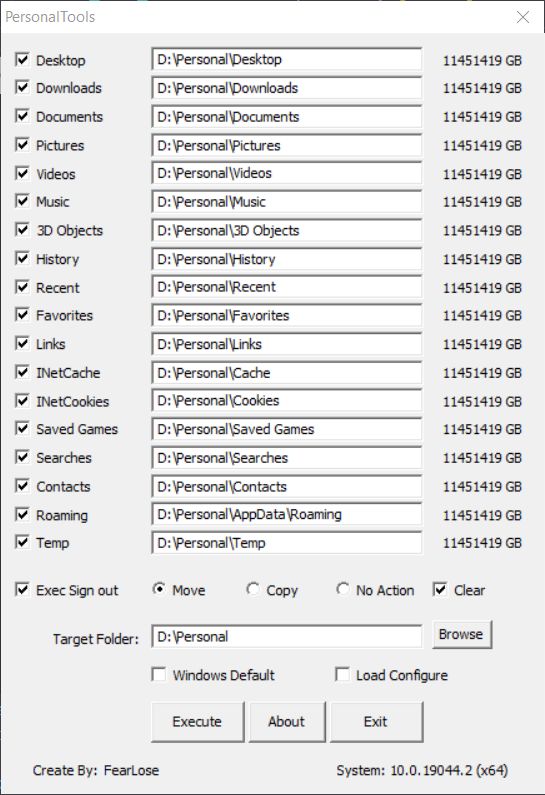 PersonalTools
Desktop D:\Personal\Desktop 11451419 GB
Downloads D:\Personal\Downloads 11451419 GB
Documents D:\Personal\Documents 11451419 GB
Pictures D:\Personal\Pictures 11451419 GB
Videos D:\Personal\Videos 11451419 GB
Music D:\Personal\Music 11451419 GB
3D Objects D:\Personal\3D Objects 11451419 GB
History D:\Personal\History 11451419 GB
Recent D:\Personal\Recent 11451419 GB
Favorites D:\Personal\Favorites 11451419 GB
Links D:\Personal\Links 11451419 GB
INetCache D:\Personal\Cache 11451419 GB
INetCookies D:\Personal\Cookies 11451419 GB
Saved Games D:\Personal\Saved Games 11451419 GB
Searches D:\Personal\Searches 11451419 GB
Contacts D:\Personal\Contacts 11451419 GB
Roaming D:\Personal\AppData\Roaming 11451419 GB
Temp D:\Personal\Temp 11451419 GB
Exec Sign out Move Copy No Action Clear
Target Folder: D:\Personal Browse
Windows Default Load Configure
Execute About Exit
Create By: FearLose System: 10.0.19044.2 (x64)